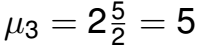 μ₃ = 2 5/2 = 5